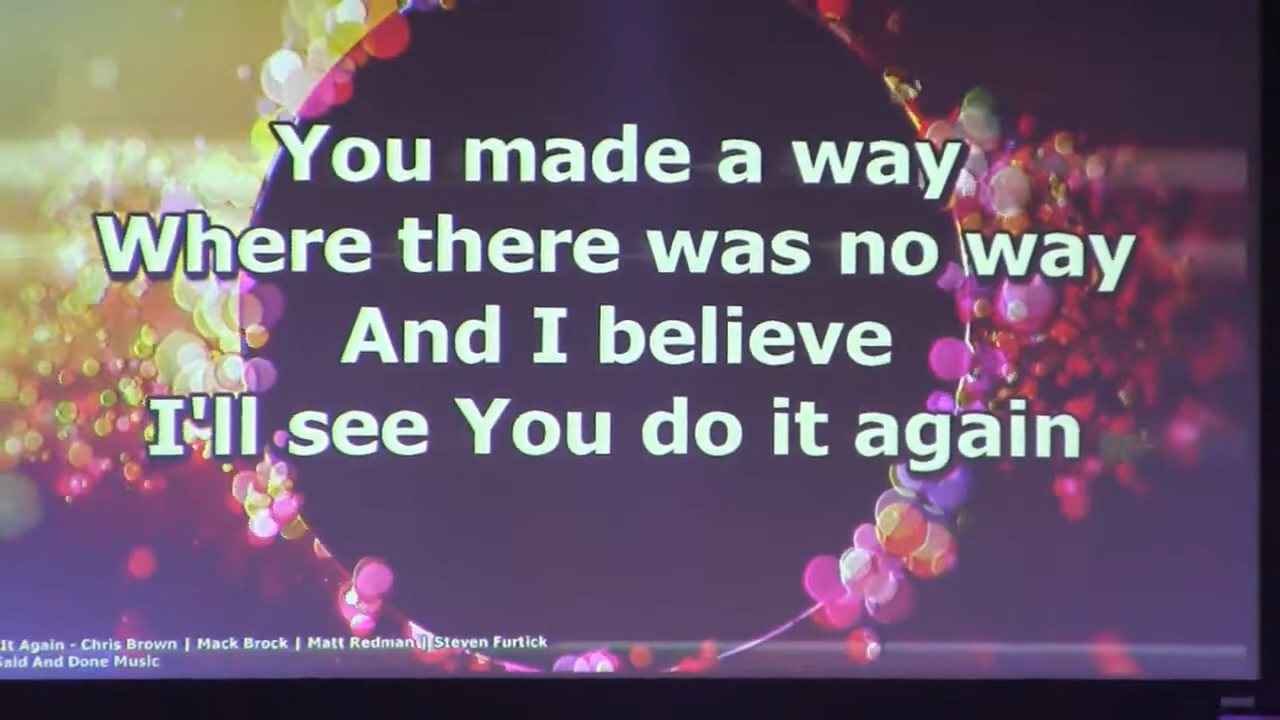 You made a way
Where there was no way
And I believe
I'll see You do it again
It Again - Chris Brown | Mack Brock | Matt Redman | Steven Furtick
Said And Done Music